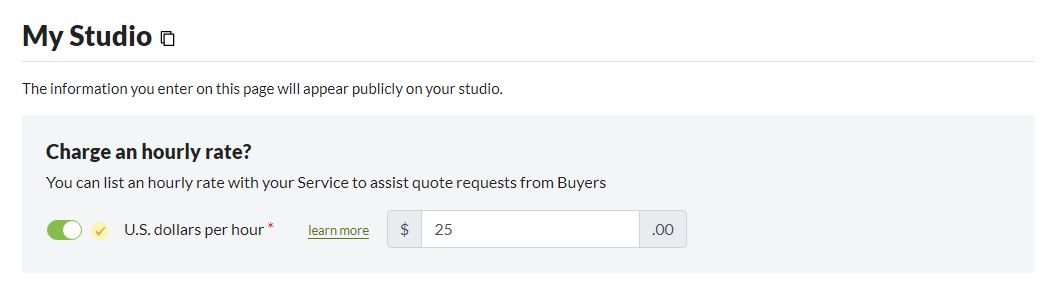 My Studio
The information you enter on this page will appear publicly on your studio.
Charge an hourly rate?
You can list an hourly rate with your Service to assist quote requests from Buyers
U.S. dollars per hour * learn more $ 25 .00